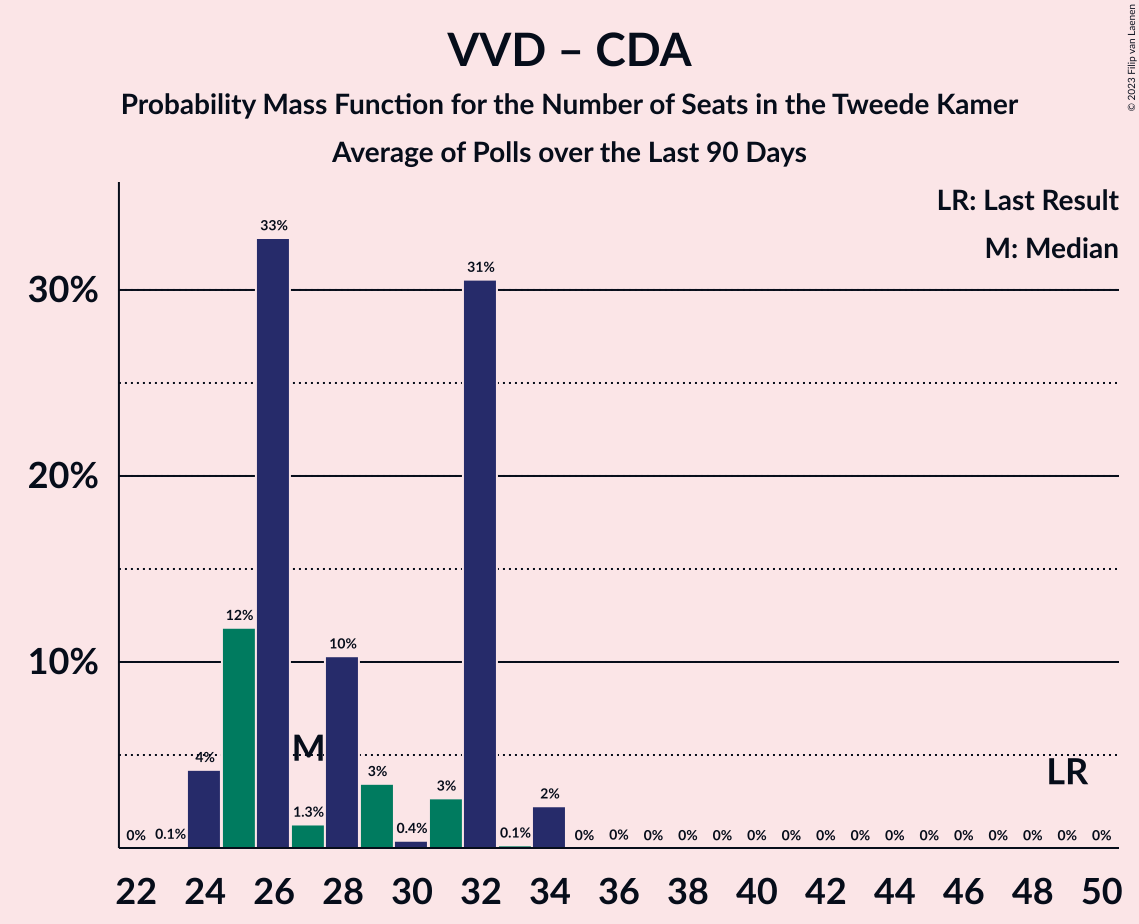 VVD – CDA
Probability Mass Function for the Number of Seats in the Tweede Kamer
Average of Polls over the Last 90 Days
© 2023 Filip van Laenen
LR: Last Result
M: Median
30%
20%
10%
0% 0.1% 4% 12% 33% 1.3% 10% 3% 0.4% 3% 31% 0.1% 2% 0% 0% 0% 0% 0% 0% 0% 0% 0% 0% 0% 0% 0% 0% 0% 0%
M
LR
22 24 26 28 30 32 34 36 38 40 42 44 46 48 50